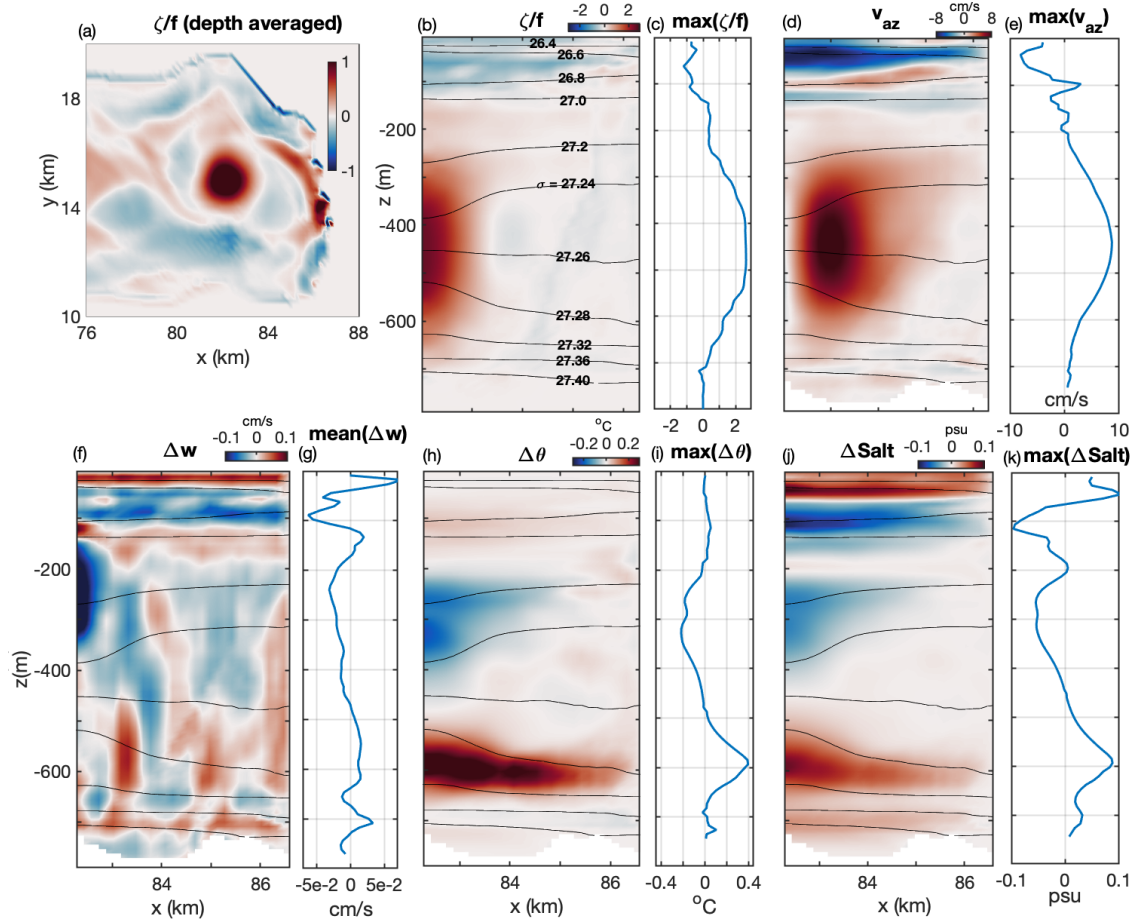 (a) ζ/f (depth averaged)
1
0
-1
18
14
10
y (km)
76 80 84 88
x (km)
(b) ζ/f
-2 0 2
26.4
26.6
26.8
27.0
27.2
σ = 27.24
27.26
27.28
27.32
27.36
27.40
-200
-400
-600
z (m)
(c) max(ζ/f)
0 2
(d) v_az
cm/s
-8 0 8
(e) max(v_az)
cm/s
-10 0 10
(f) Δw
cm/s
-0.1 0 0.1
-200
-400
-600
z(m)
84 86
x (km)
(g) mean(Δw)
-5e-2 0 5e-2
cm/s
(h) Δθ
°C
-0.2 0 0.2
84 86
x (km)
(i) max(Δθ)
-0.4 0 0.4
°C
(j) ΔSalt
psu
-0.1 0 0.1
84 86
x (km)
(k) max(ΔSalt)
-0.1 0 0.1
psu